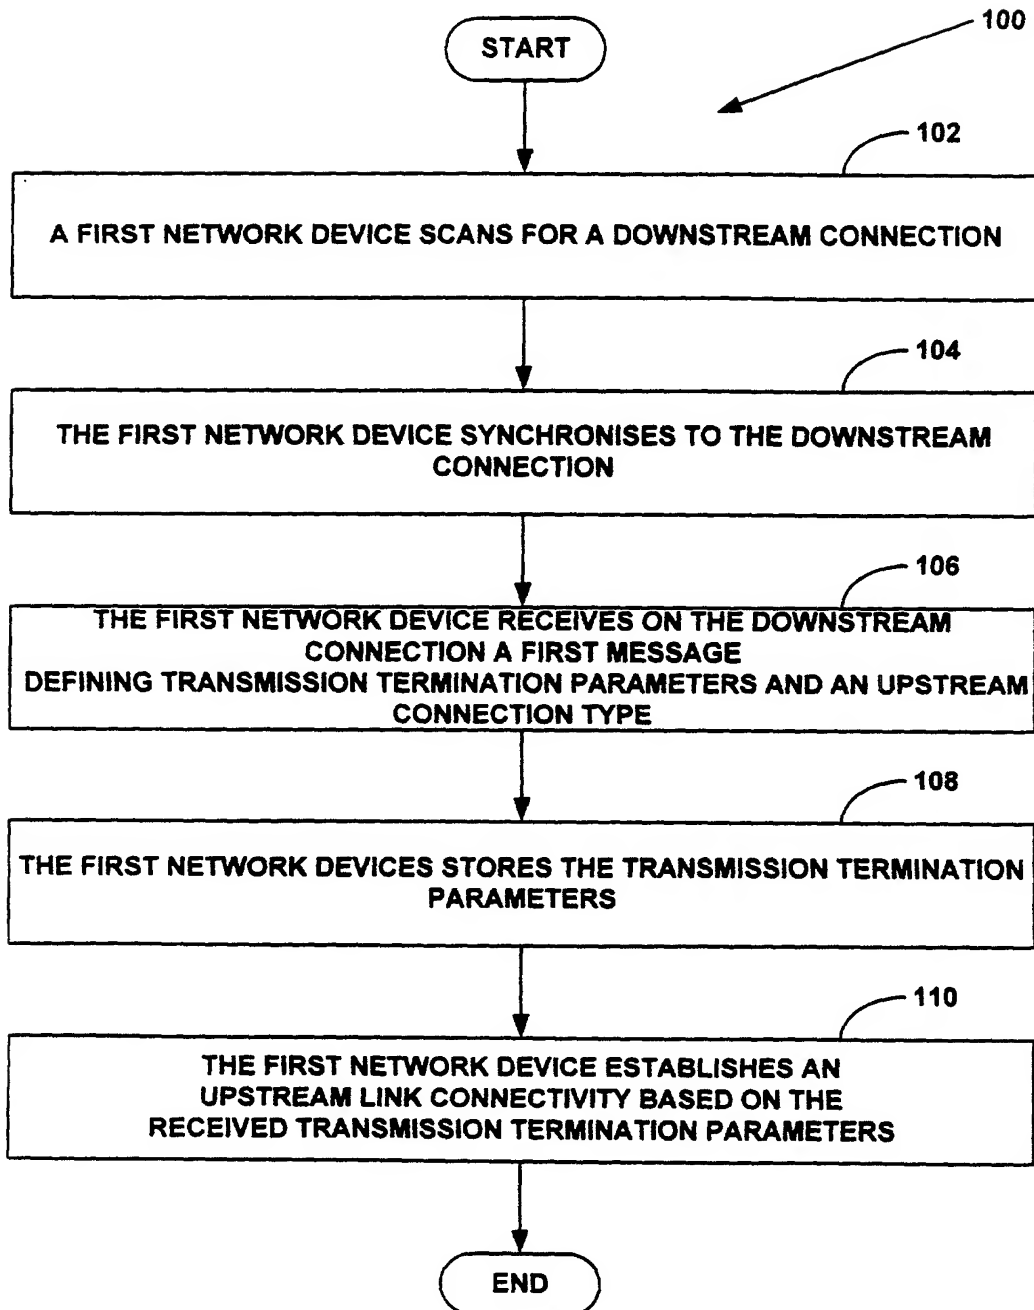 START
100
102
A FIRST NETWORK DEVICE SCANS FOR A DOWNSTREAM CONNECTION
104
THE FIRST NETWORK DEVICE SYNCHRONISES TO THE DOWNSTREAM
CONNECTION
106
THE FIRST NETWORK DEVICE RECEIVES ON THE DOWNSTREAM
CONNECTION A FIRST MESSAGE
DEFINING TRANSMISSION TERMINATION PARAMETERS AND AN UPSTREAM
CONNECTION TYPE
108
THE FIRST NETWORK DEVICES STORES THE TRANSMISSION TERMINATION
PARAMETERS
110
THE FIRST NETWORK DEVICE ESTABLISHES AN
UPSTREAM LINK CONNECTIVITY BASED ON THE
RECEIVED TRANSMISSION TERMINATION PARAMETERS
END